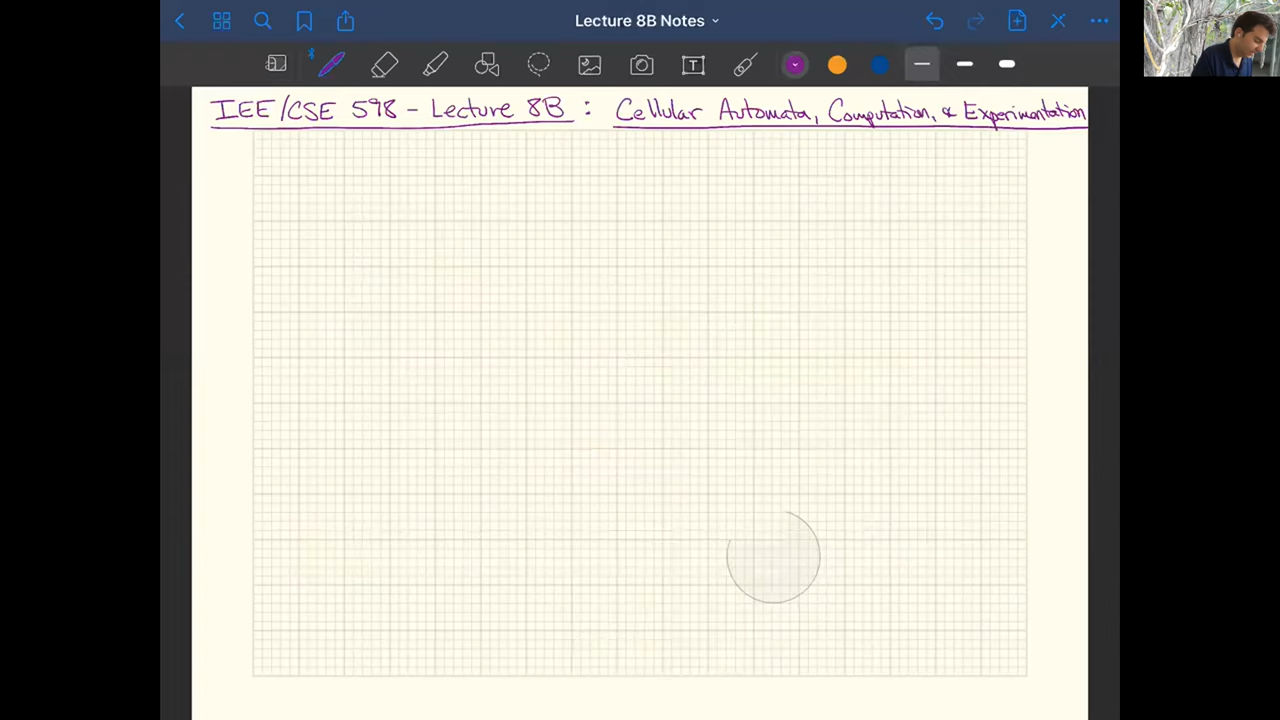 Lecture 8B Notes
T
IEE/CSE 598 - Lecture 8B : Cellular Automata, Computation, & Experimentation